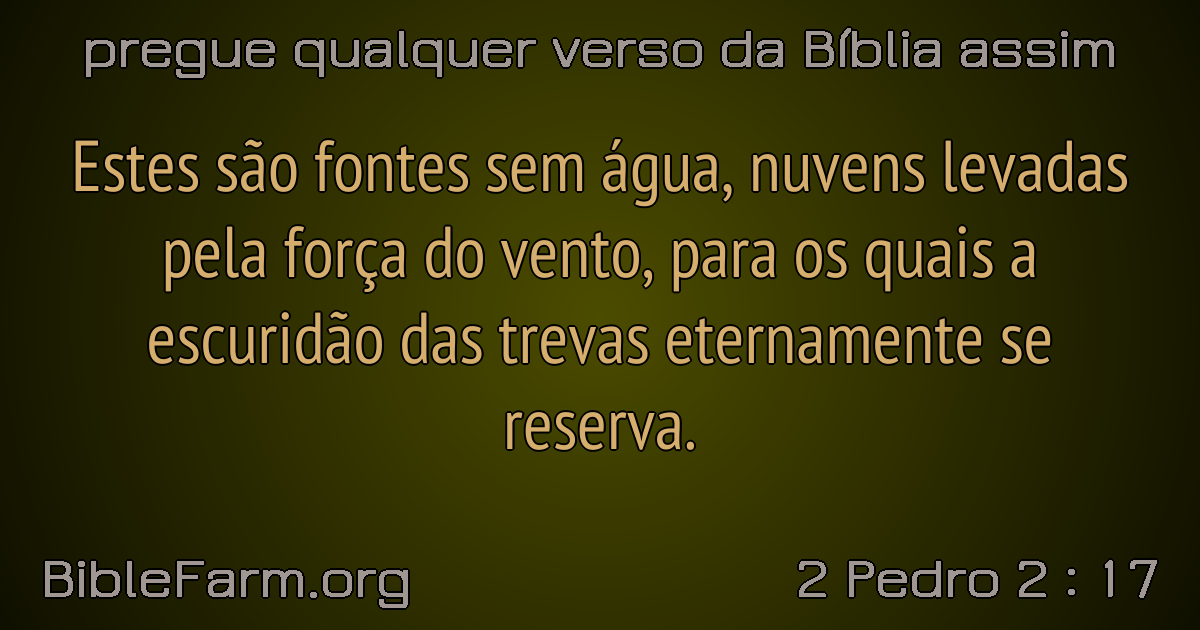 pregue qualquer verso da Bíblia assim
Estes são fontes sem água, nuvens levadas
pela força do vento, para os quais a
escuridão das trevas eternamente se
reserva.
BibleFarm.org
2 Pedro 2 : 17